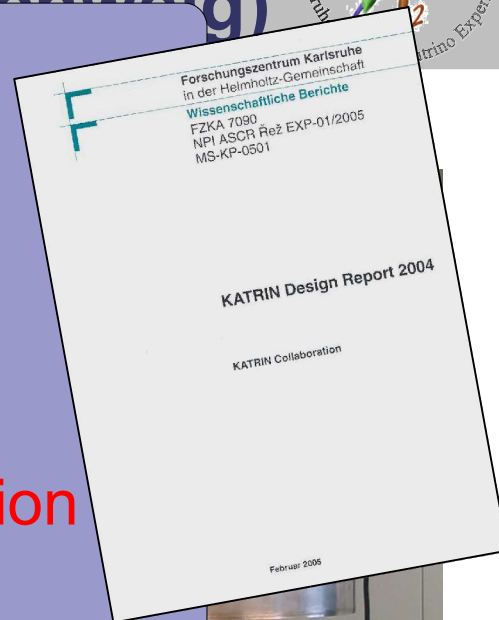 Forschungszentrum Karlsruhe
in der Helmholtz-Gemeinschaft
Wissenschaftliche Berichte
FZKA 7090
NPI ASCR Řež EXP-01/2005
MS-KP-0501
KATRIN Design Report 2004
KATRIN Collaboration
ion
Februar 2005